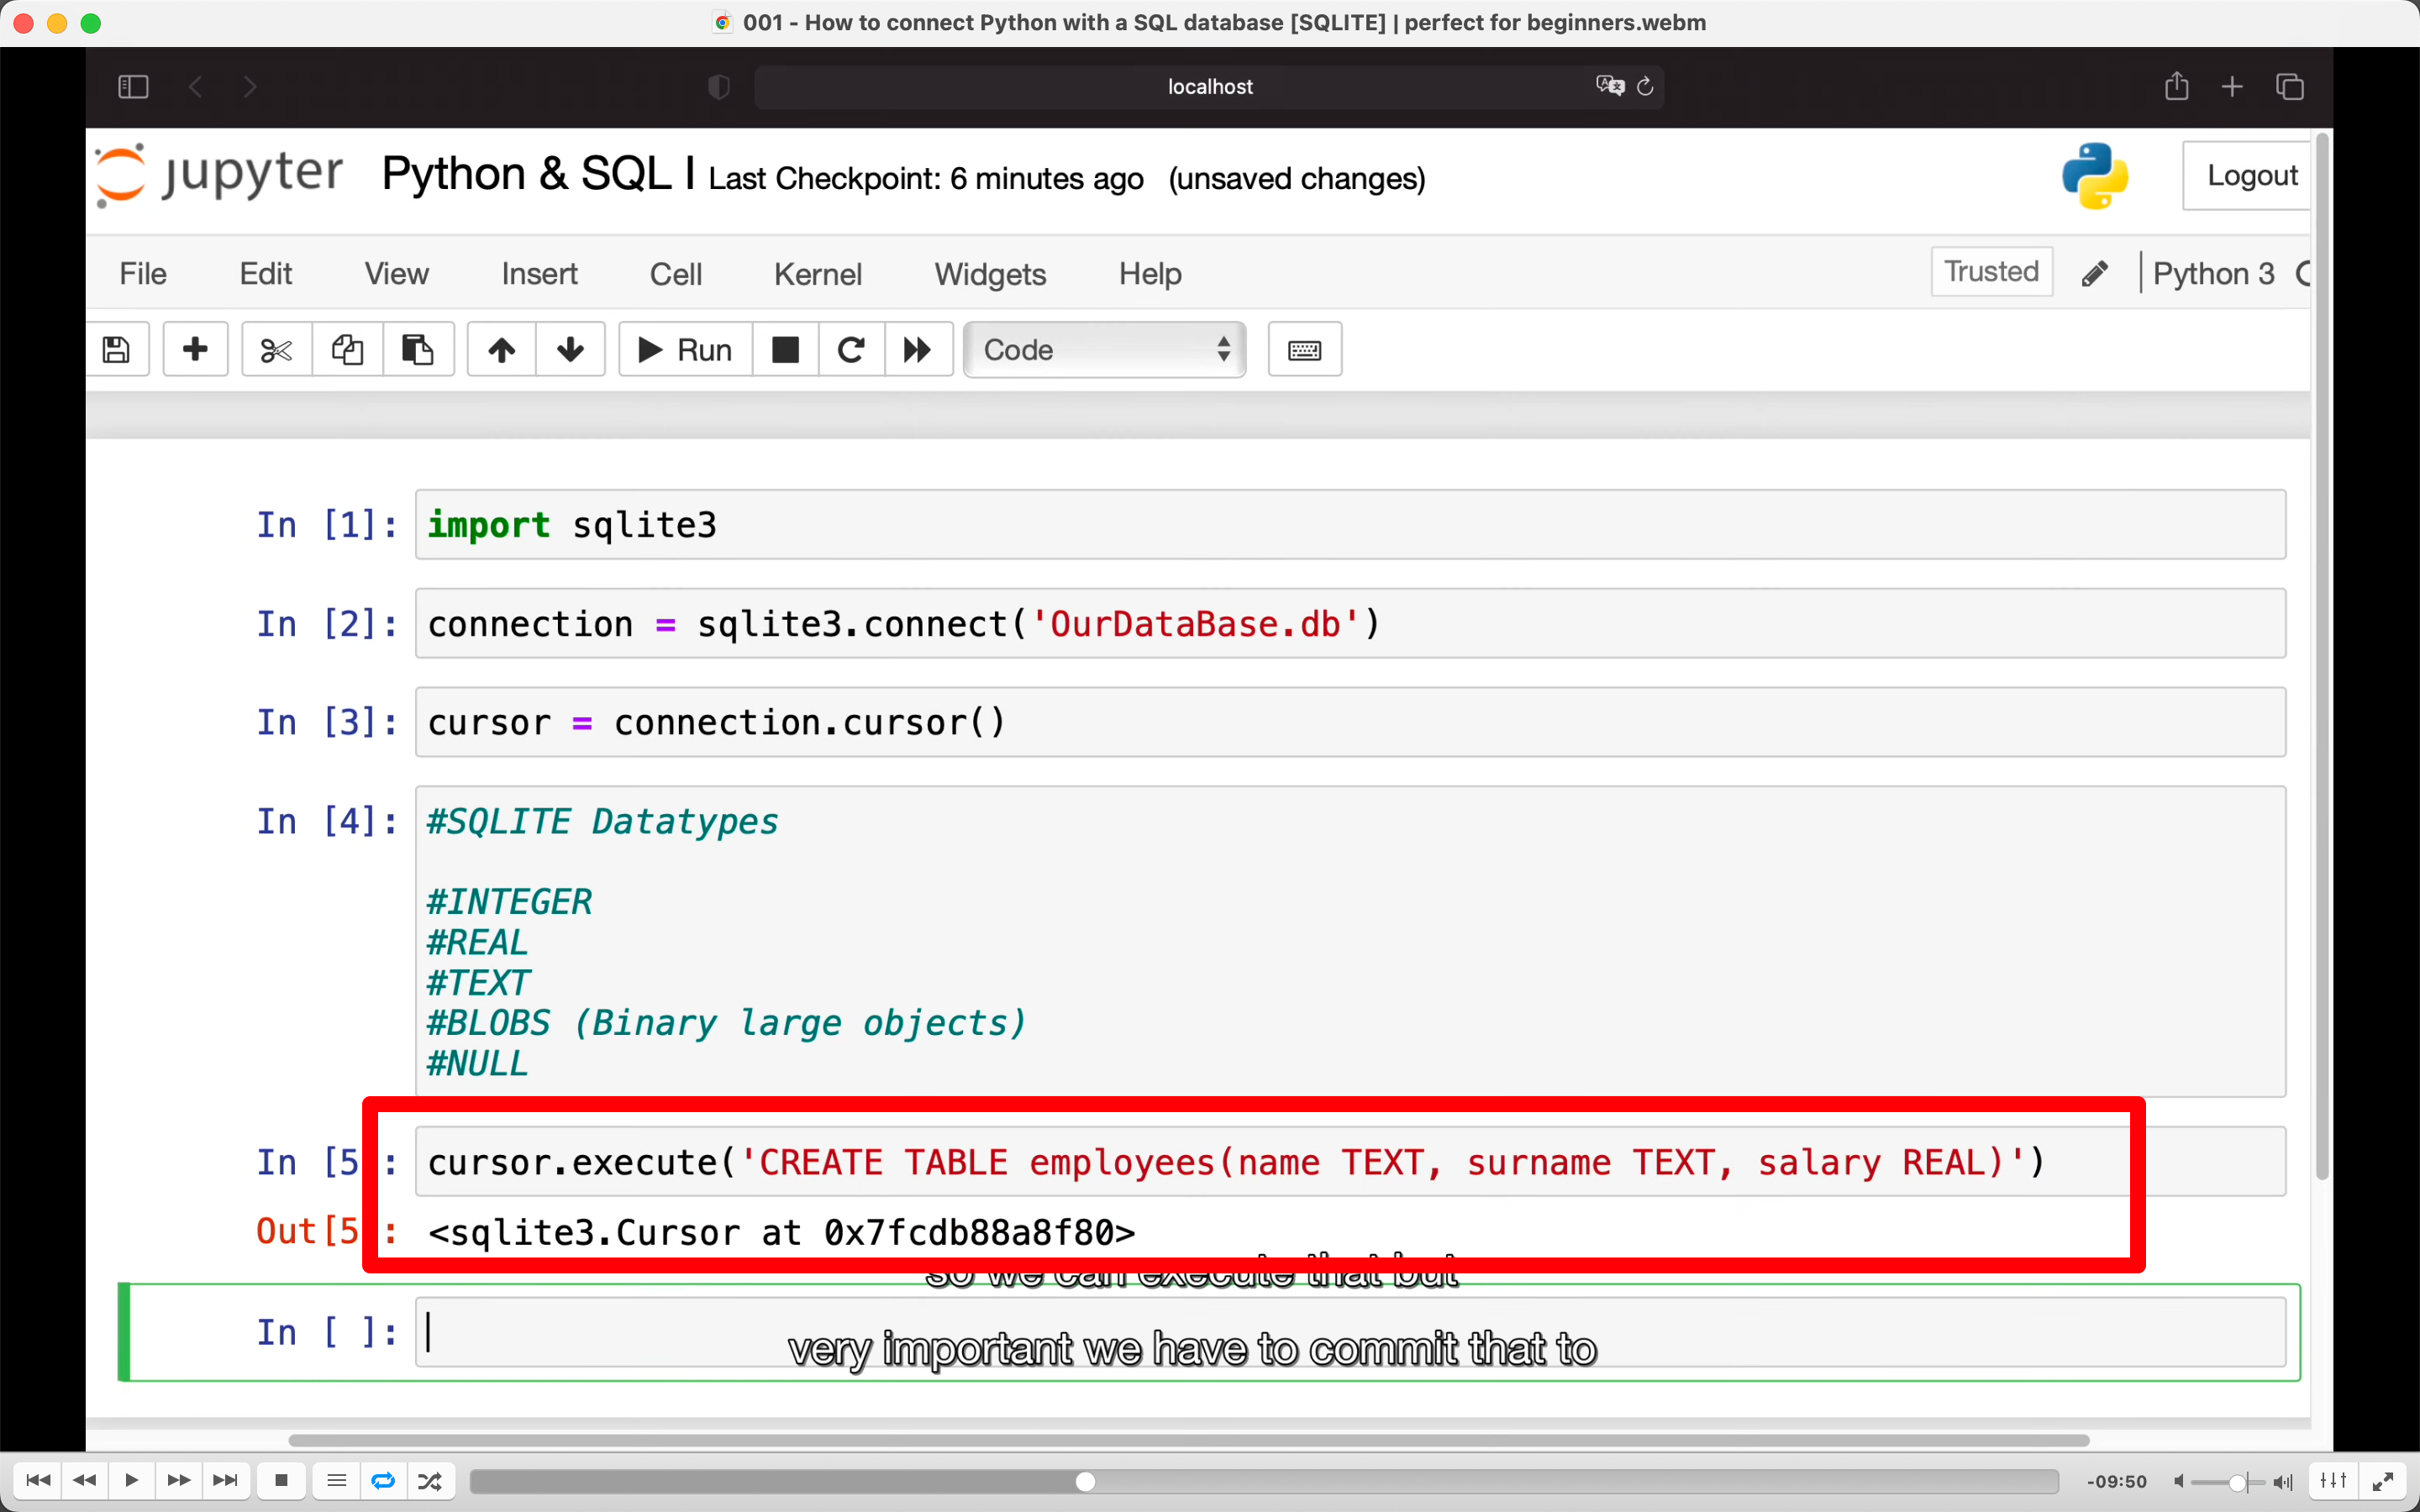 001 - How to connect Python with a SQL database [SQLITE] | perfect for beginners.webm
localhost
jupyter Python & SQL I Last Checkpoint: 6 minutes ago (unsaved changes)
Logout
File Edit View Insert Cell Kernel Widgets Help Trusted Python 3
Run Code
In [1]: import sqlite3
In [2]: connection = sqlite3.connect('OurDataBase.db')
In [3]: cursor = connection.cursor()
In [4]: #SQLITE Datatypes
#INTEGER
#REAL
#TEXT
#BLOBS (Binary large objects)
#NULL
In [5 : cursor.execute('CREATE TABLE employees(name TEXT, surname TEXT, salary REAL)')
Out[5 : <sqlite3.Cursor at 0x7fcdb88a8f80>
so we can execute that but
In [ ]:
very important we have to commit that to
-09:50